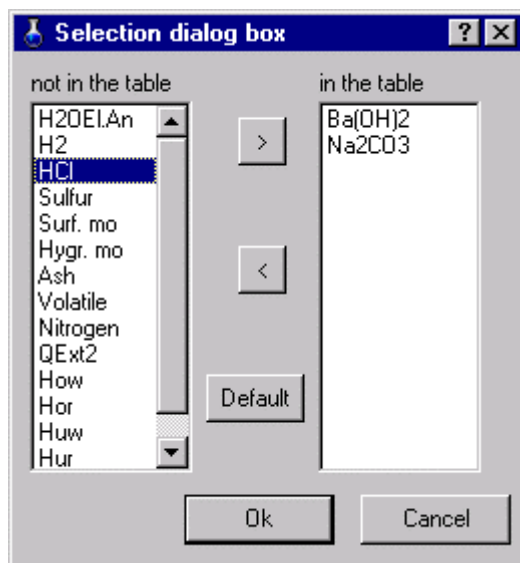 Selection dialog box
not in the table
H2OEl.An
H2
HCl
Sulfur
Surf. mo
Hygr. mo
Ash
Volatile
Nitrogen
QExt2
How
Hor
Huw
Hur
>
<
Default
in the table
Ba(OH)2
Na2CO3
Ok
Cancel